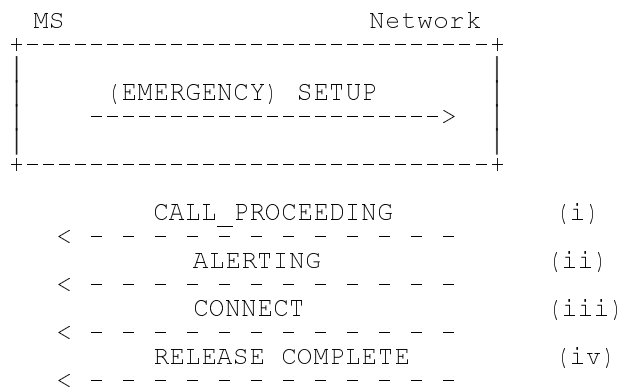 MS Network
(EMERGENCY) SETUP
CALL_PROCEEDING (i)
ALERTING (ii)
CONNECT (iii)
RELEASE COMPLETE (iv)